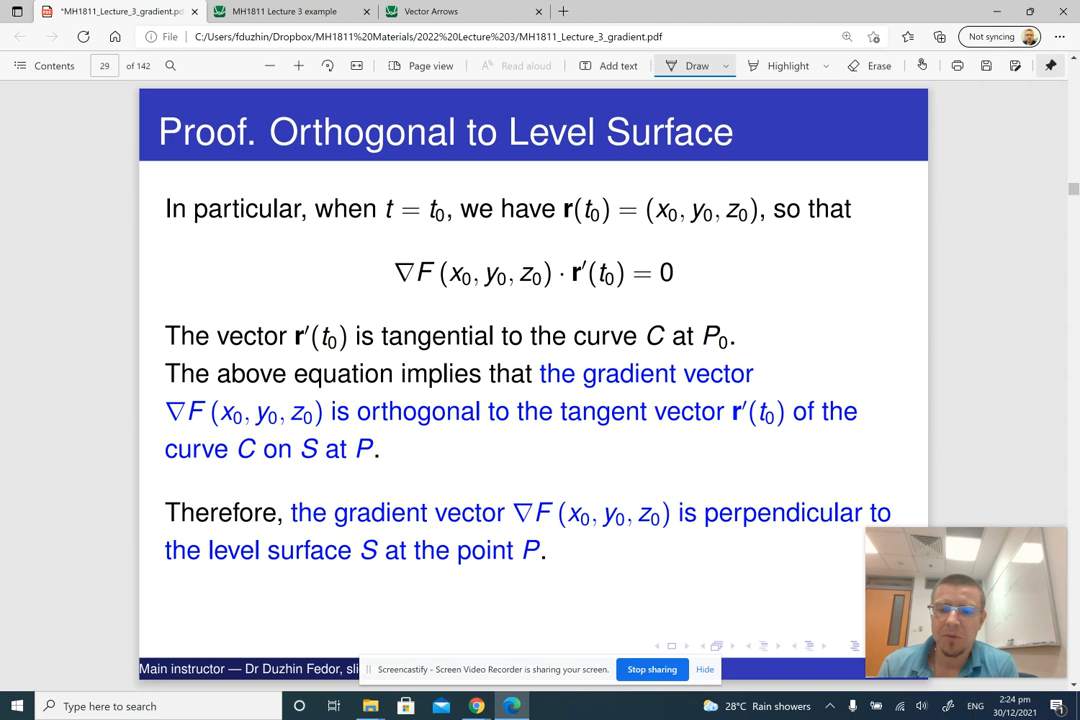 *MH1811_Lecture_3_gradient.pd
MH1811 Lecture 3 example
Vector Arrows
File
C:/Users/fduzhin/Dropbox/MH1811%20Materials/2022%20Lecture%203/MH1811_Lecture_3_gradient.pdf
Not syncing
Contents
29 of 142
Page view
Read aloud
Add text
Draw
Highlight
Erase
Proof. Orthogonal to Level Surface
In particular, when t = t₀, we have r(t₀) = (x₀, y₀, z₀), so that
∇F (x₀, y₀, z₀) · r′(t₀) = 0
The vector r′(t₀) is tangential to the curve C at P₀.
The above equation implies that the gradient vector
∇F (x₀, y₀, z₀) is orthogonal to the tangent vector r′(t₀) of the
curve C on S at P.
Therefore, the gradient vector ∇F (x₀, y₀, z₀) is perpendicular to
the level surface S at the point P.
Main instructor — Dr Duzhin Fedor, sli
Screencastify - Screen Video Recorder is sharing your screen.
Stop sharing
Hide
Type here to search
28°C Rain showers
ENG
2:24 pm
30/12/2021